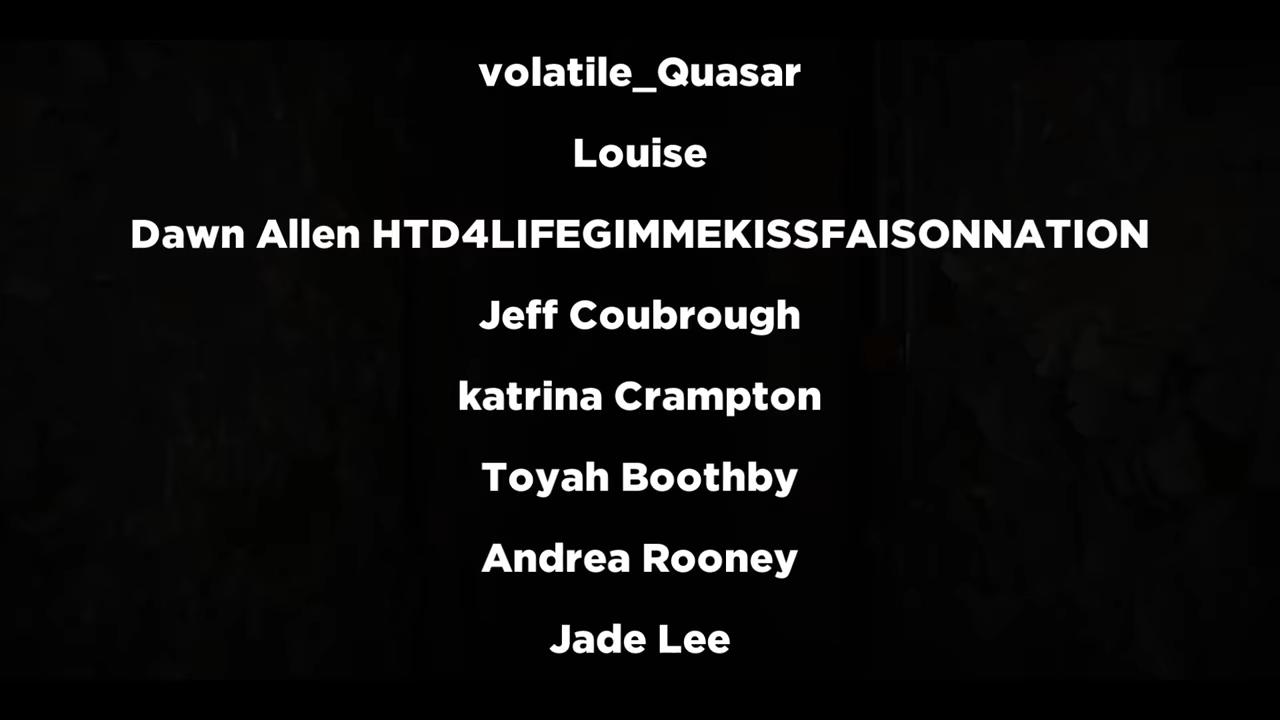 volatile_Quasar
Louise
Dawn Allen HTD4LIFEGIMMEKISSFAISONNATION
Jeff Coubrough
katrina Crampton
Toyah Boothby
Andrea Rooney
Jade Lee